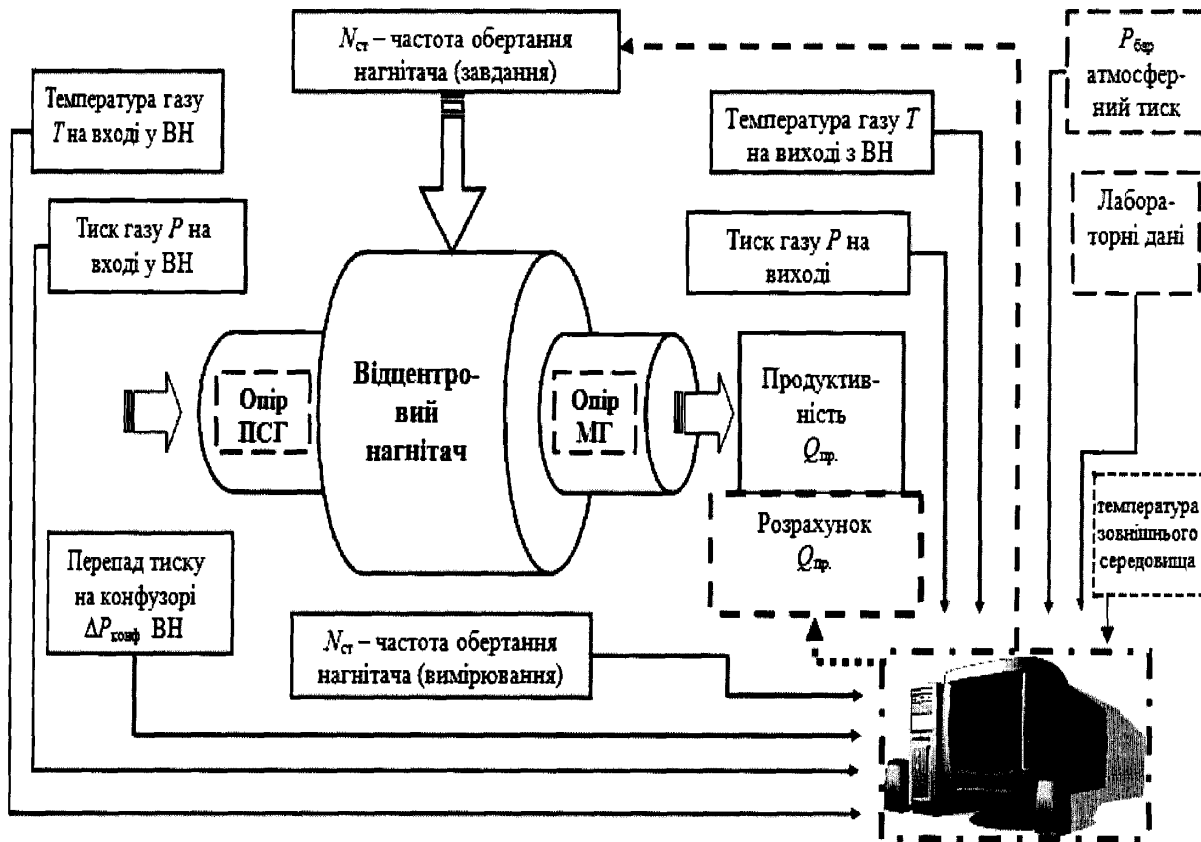 N_ст – частота обертання
нагнітача (завдання)
P_бар
атмосфер-
ний тиск
Температура газу
T на вході у ВН
Температура газу T
на виході з ВН
Лабора-
торні дані
Тиск газу P на
вході у ВН
Тиск газу P на
виході
Опір
ПСГ
Відцентро-
вий
нагнітач
Опір
МГ
Продуктив-
ність
Q_пр.
Розрахунок
Q_пр.
температура
зовнішнього
середовища
Перепад тиску
на конфузорі
ΔP_конф ВН
N_ст – частота обертання
нагнітача (вимірювання)